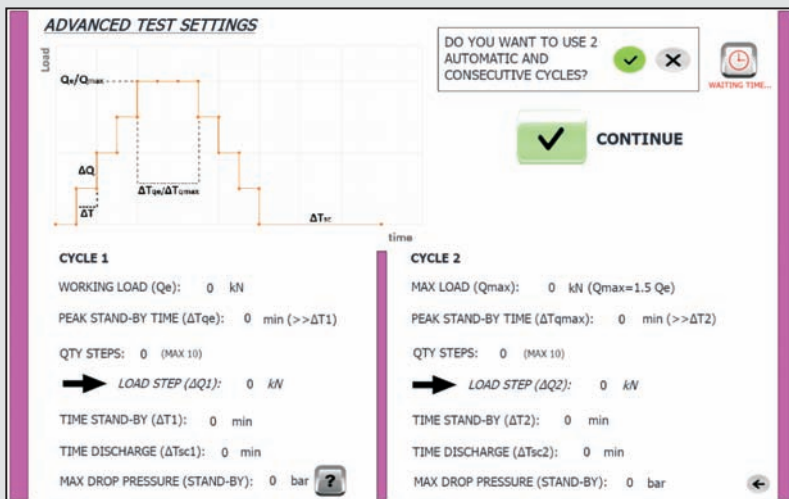 ADVANCED TEST SETTINGS
Load
Qe/Qmax
ΔQ
ΔT
ΔTqe/ΔTQmax
ΔTsc
time
DO YOU WANT TO USE 2
AUTOMATIC AND
CONSECUTIVE CYCLES?
WAITING TIME...
CONTINUE
CYCLE 1
WORKING LOAD (Qe): 0 kN
PEAK STAND-BY TIME (ΔTqe): 0 min (>>ΔT1)
QTY STEPS: 0 (MAX 10)
LOAD STEP (ΔQ1): 0 kN
TIME STAND-BY (ΔT1): 0 min
TIME DISCHARGE (ΔTsc1): 0 min
MAX DROP PRESSURE (STAND-BY): 0 bar ?
CYCLE 2
MAX LOAD (Qmax): 0 kN (Qmax=1.5 Qe)
PEAK STAND-BY TIME (ΔTqmax): 0 min (>>ΔT2)
QTY STEPS: 0 (MAX 10)
LOAD STEP (ΔQ2): 0 kN
TIME STAND-BY (ΔT2): 0 min
TIME DISCHARGE (ΔTsc2): 0 min
MAX DROP PRESSURE (STAND-BY): 0 bar